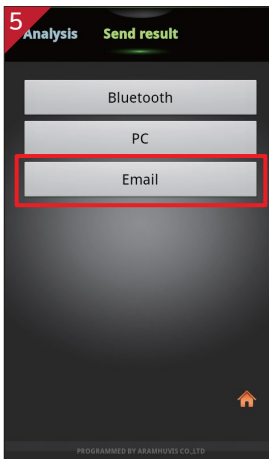 5
Analysis Send result
Bluetooth
PC
Email
PROGRAMMED BY ARAMHUVIS CO.,LTD